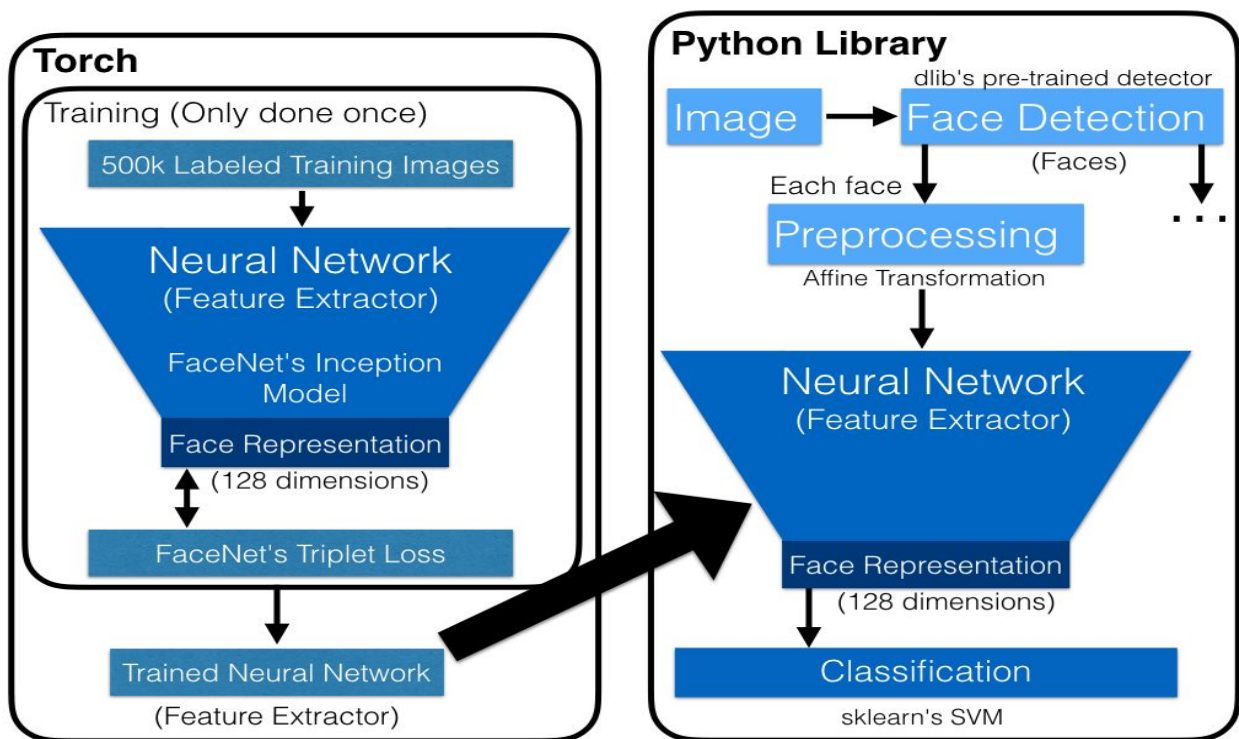 Torch
Training (Only done once)
500k Labeled Training Images
Neural Network
(Feature Extractor)
FaceNet's Inception
Model
Face Representation
(128 dimensions)
FaceNet's Triplet Loss
Trained Neural Network
(Feature Extractor)
Python Library
dlib's pre-trained detector
Image
Face Detection
(Faces)
Each face
. . .
Preprocessing
Affine Transformation
Neural Network
(Feature Extractor)
Face Representation
(128 dimensions)
Classification
sklearn's SVM